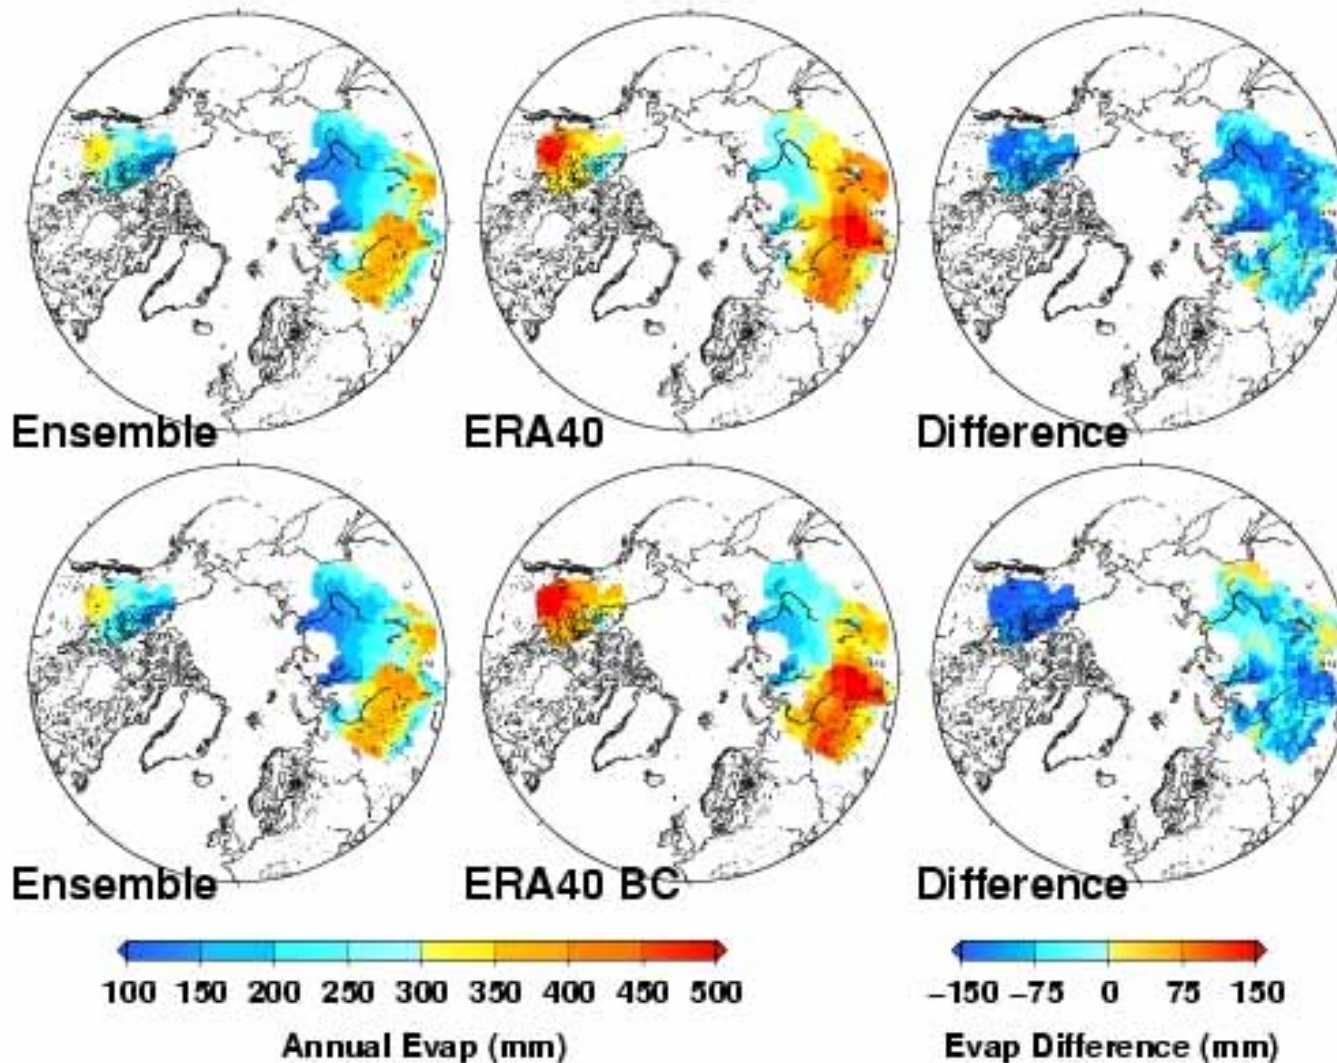 Ensemble ERA40 Difference
Ensemble ERA40 BC Difference
100 150 200 250 300 350 400 450 500
Annual Evap (mm)
−150 −75 0 75 150
Evap Difference (mm)